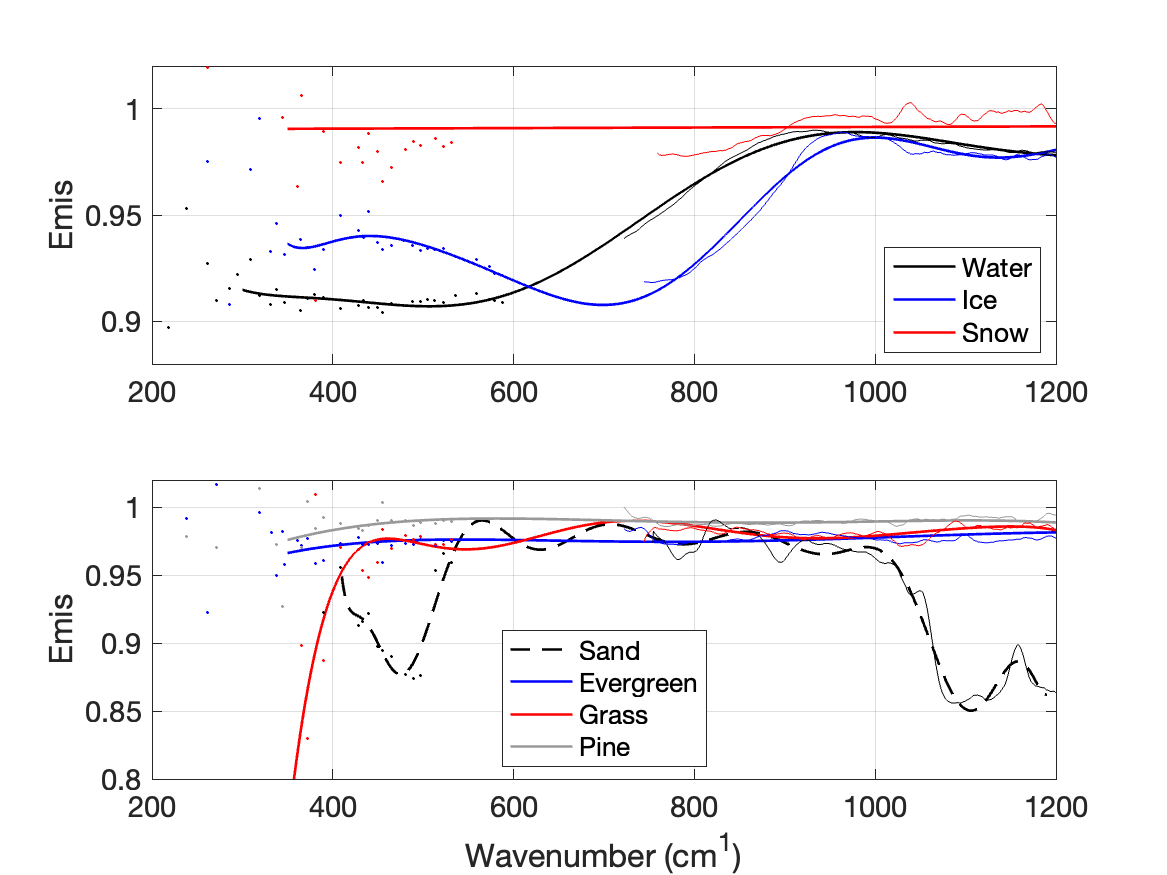 1
0.95
0.9
Emis
Water
Ice
Snow
200 400 600 800 1000 1200
1
0.95
0.9
0.85
0.8
Emis
Sand
Evergreen
Grass
Pine
200 400 600 800 1000 1200
Wavenumber (cm¹)